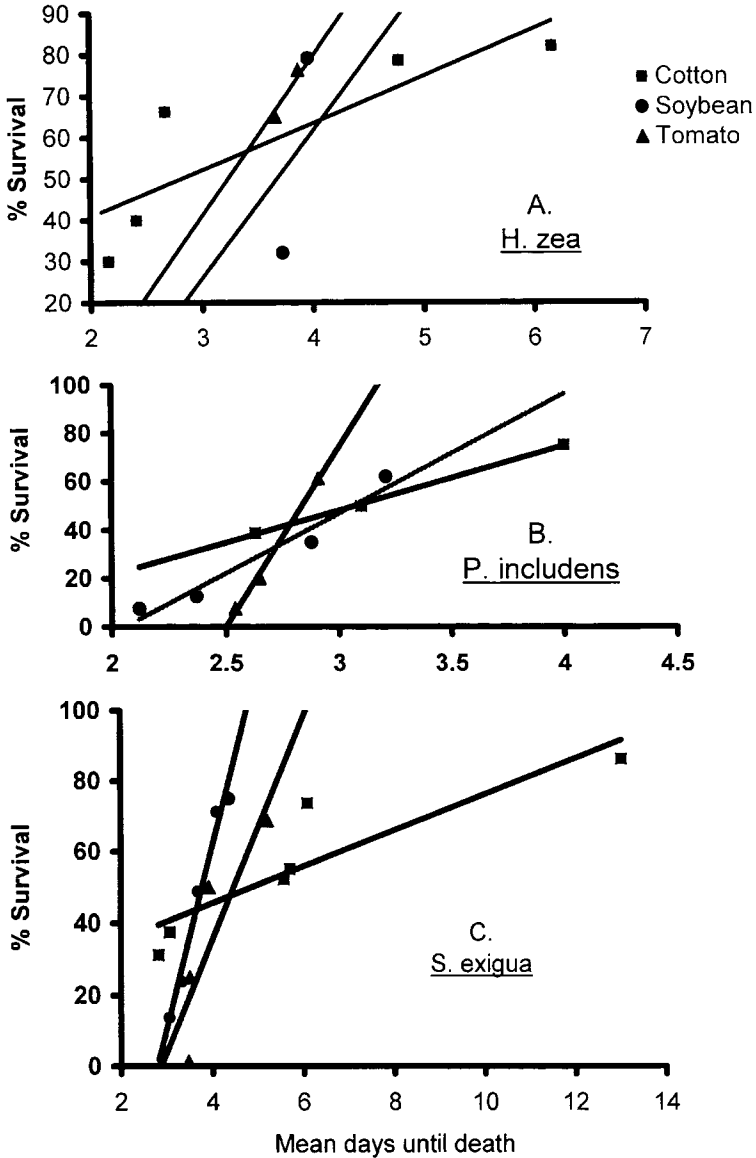 90
80
70
60
50
40
30
20
% Survival
2 3 4 5 6 7
Cotton
Soybean
Tomato
A.
H. zea
100
80
60
40
20
0
% Survival
2 2.5 3 3.5 4 4.5
B.
P. includens
100
80
60
40
20
0
% Survival
2 4 6 8 10 12 14
C.
S. exigua
Mean days until death